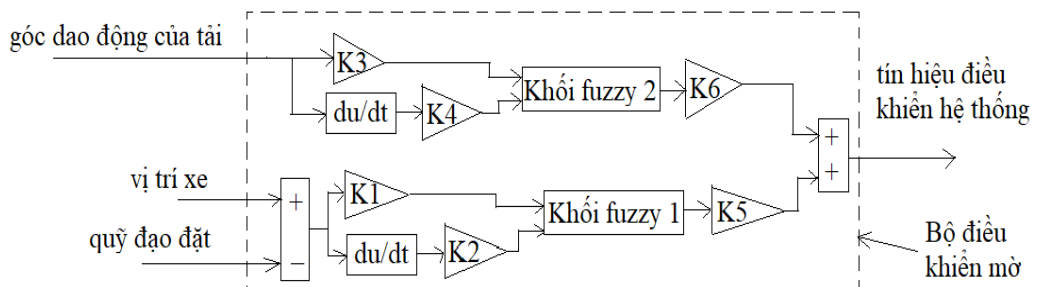 góc dao động của tải
K3
du/dt
K4
Khối fuzzy 2
K6
tín hiệu điều
khiển hệ thống
+
+
vị trí xe
quỹ đạo đặt
+
−
K1
du/dt
K2
Khối fuzzy 1
K5
Bộ điều
khiển mờ